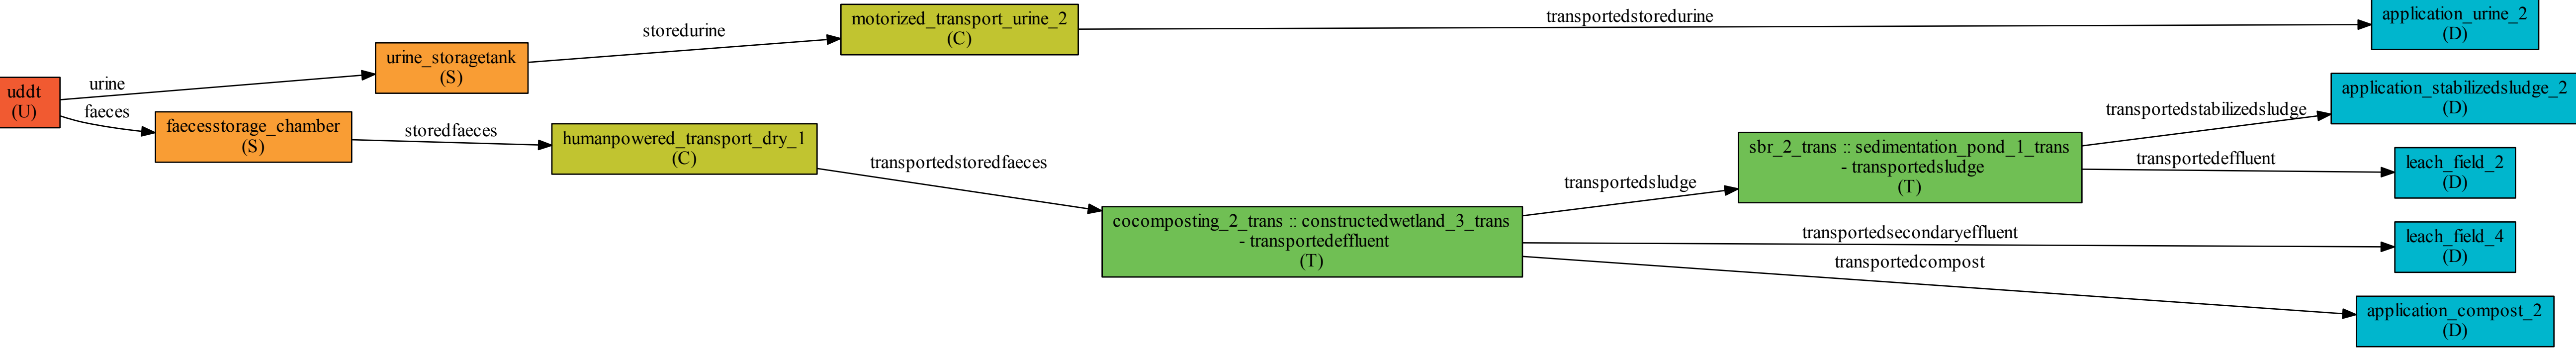 uddt
(U)
urine
faeces
urine_storagetank
(S)
faecesstorage_chamber
(S)
storedurine
storedfaeces
motorized_transport_urine_2
(C)
humanpowered_transport_dry_1
(C)
transportedstoredurine
transportedstoredfaeces
cocomposting_2_trans :: constructedwetland_3_trans
- transportedeffluent
(T)
transportedsludge
transportedsecondaryeffluent
transportedcompost
sbr_2_trans :: sedimentation_pond_1_trans
- transportedsludge
(T)
transportedstabilizedsludge
transportedeffluent
application_urine_2
(D)
application_stabilizedsludge_2
(D)
leach_field_2
(D)
leach_field_4
(D)
application_compost_2
(D)